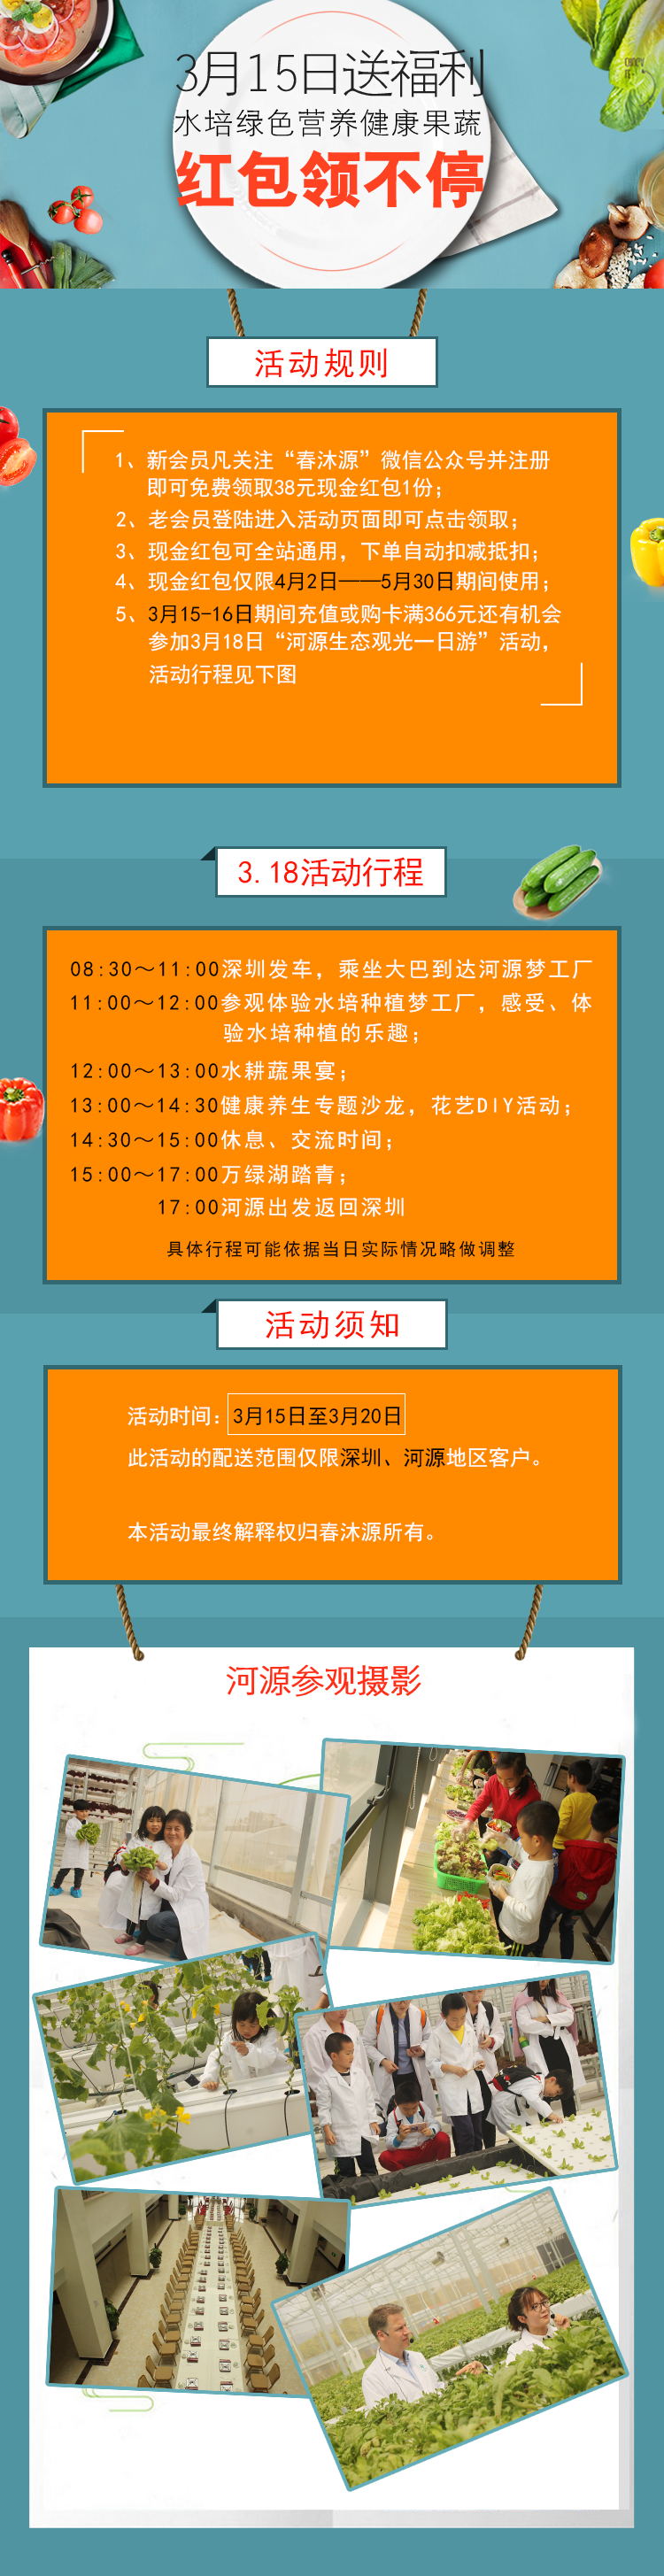 3月15日送福利
水培绿色营养健康果蔬
红包领不停
活动规则
1、新会员凡关注“春沐源”微信公众号并注册
即可免费领取38元现金红包1份；
2、老会员登陆进入活动页面即可点击领取；
3、现金红包可全站通用，下单自动扣减抵扣；
4、现金红包仅限4月2日——5月30日期间使用；
5、3月15-16日期间充值或购卡满366元还有机会
参加3月18日“河源生态观光一日游”活动，
活动行程见下图
3.18活动行程
08:30～11:00深圳发车，乘坐大巴到达河源梦工厂
11:00～12:00参观体验水培种植梦工厂，感受、体
验水培种植的乐趣；
12:00～13:00水耕蔬果宴；
13:00～14:30健康养生专题沙龙，花艺DIY活动；
14:30～15:00休息、交流时间；
15:00～17:00万绿湖踏青；
17:00河源出发返回深圳
具体行程可能依据当日实际情况略做调整
活动须知
活动时间：3月15日至3月20日
此活动的配送范围仅限深圳、河源地区客户。
本活动最终解释权归春沐源所有。
河源参观摄影